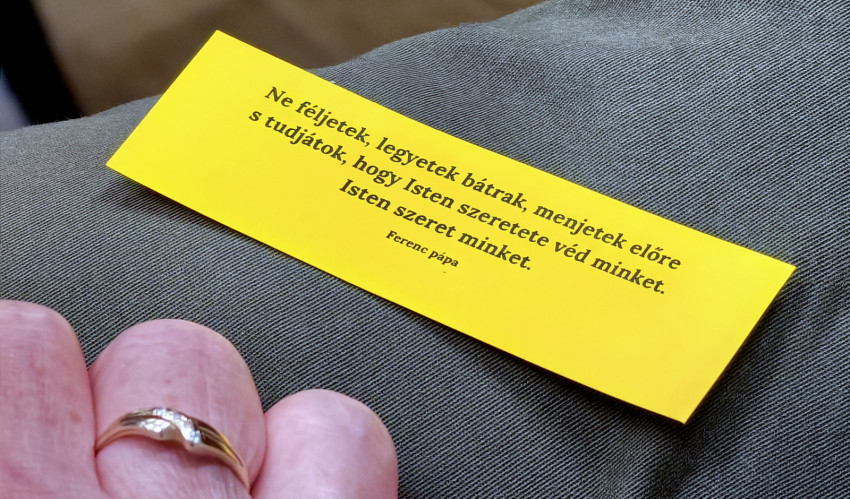 Ne féljetek, legyetek bátrak, menjetek előre
s tudjátok, hogy Isten szeretete véd minket.
Isten szeret minket.
Ferenc pápa